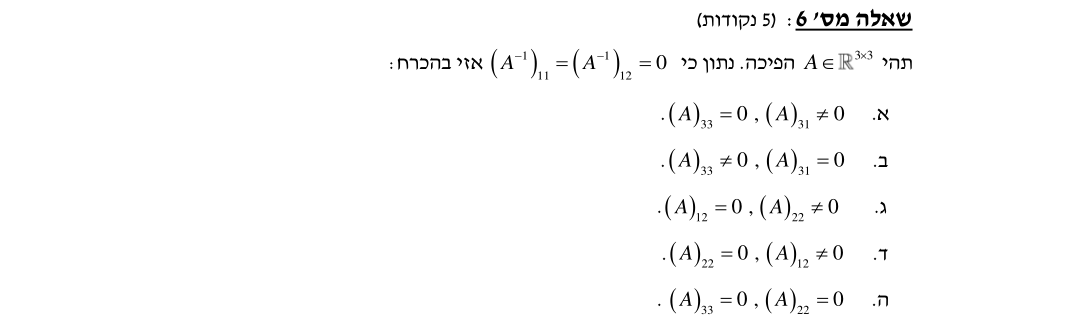 שאלה מס' 6 : (5 נקודות)
תהי A ∈ ℝ^{3×3} הפיכה. נתון כי (A^{-1})_{11} = (A^{-1})_{12} = 0 אזי בהכרח:
א. (A)_{33} = 0 , (A)_{31} ≠ 0.
ב. (A)_{33} ≠ 0 , (A)_{31} = 0.
ג. (A)_{12} = 0 , (A)_{22} ≠ 0.
ד. (A)_{22} = 0 , (A)_{12} ≠ 0.
ה. (A)_{33} = 0 , (A)_{22} = 0 .